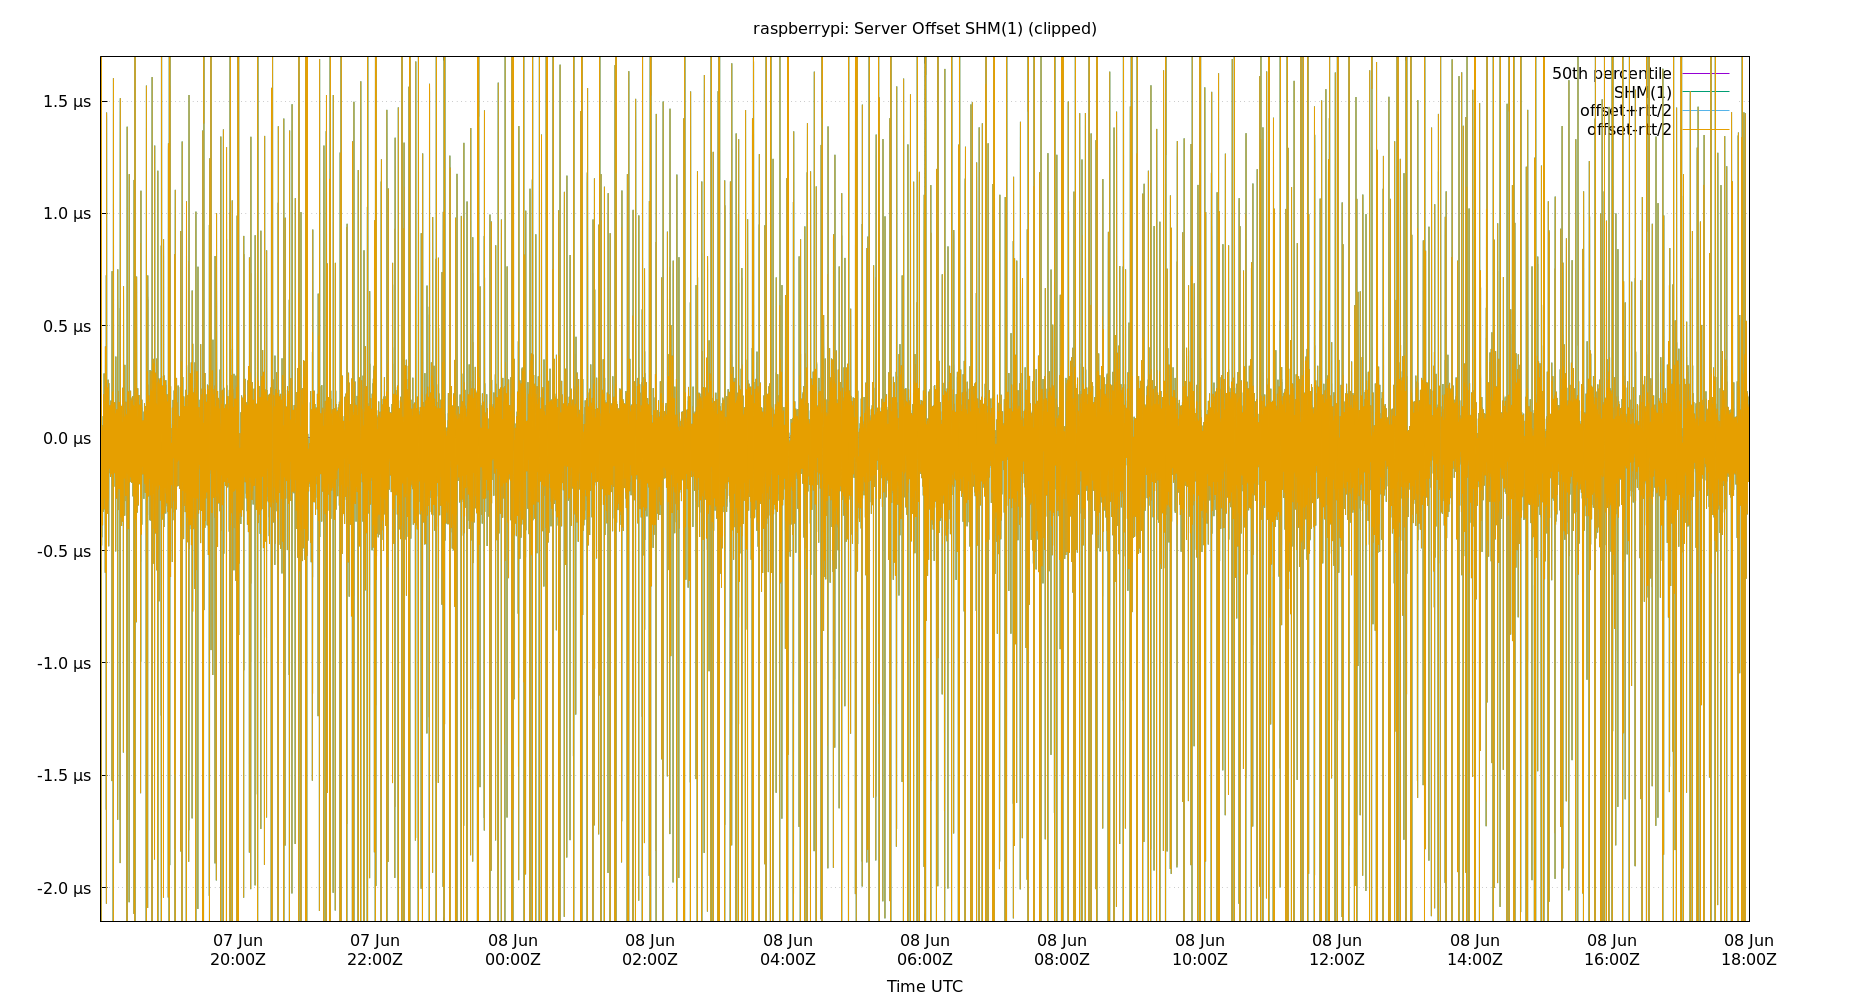 raspberrypi: Server Offset SHM(1) (clipped)
50th percentile
SHM(1)
offset+rtt/2
offset-rtt/2
1.5 µs
1.0 µs
0.5 µs
0.0 µs
-0.5 µs
-1.0 µs
-1.5 µs
-2.0 µs
07 Jun 07 Jun 08 Jun 08 Jun 08 Jun 08 Jun 08 Jun 08 Jun 08 Jun 08 Jun 08 Jun 08 Jun
20:00Z 22:00Z 00:00Z 02:00Z 04:00Z 06:00Z 08:00Z 10:00Z 12:00Z 14:00Z 16:00Z 18:00Z
Time UTC